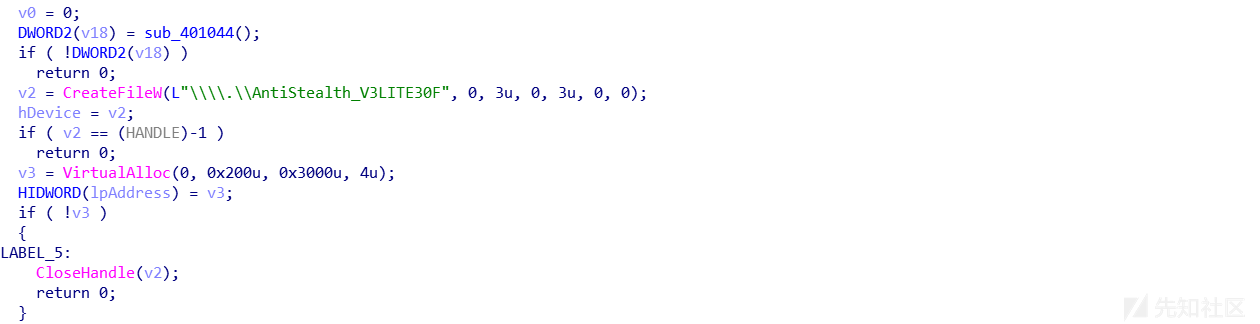 v0 = 0;
DWORD2(v18) = sub_401044();
if ( !DWORD2(v18) )
return 0;
v2 = CreateFileW(L"\\\\.\\AntiStealth_V3LITE30F", 0, 3u, 0, 3u, 0, 0);
hDevice = v2;
if ( v2 == (HANDLE)-1 )
return 0;
v3 = VirtualAlloc(0, 0x200u, 0x3000u, 4u);
HIDWORD(lpAddress) = v3;
if ( !v3 )
{
LABEL_5:
CloseHandle(v2);
return 0;
}
先知社区